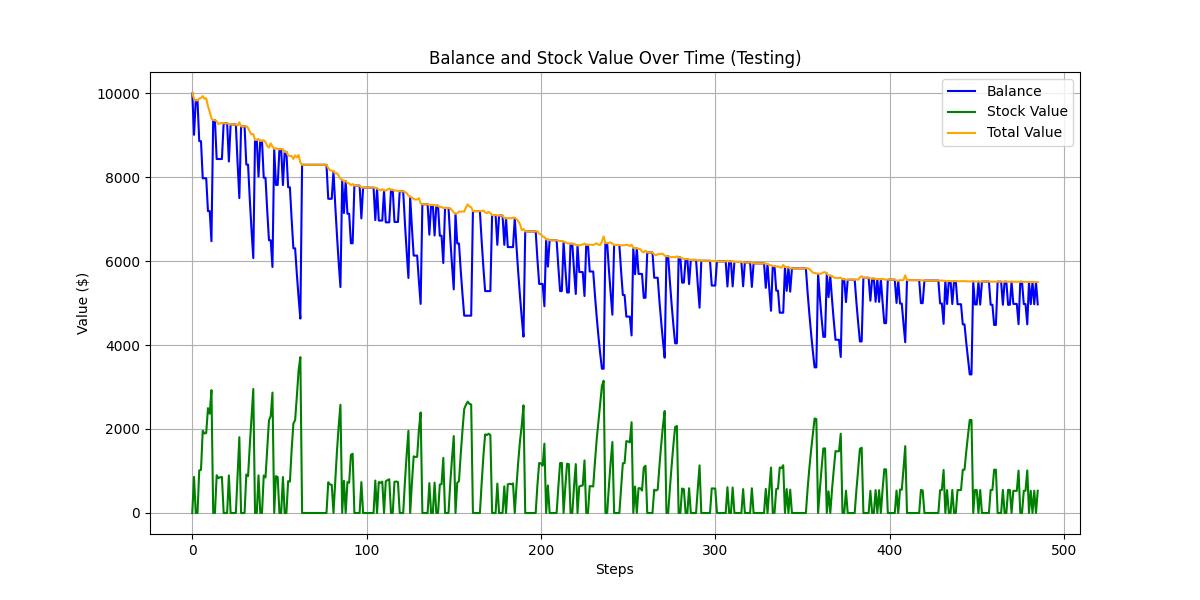 Balance and Stock Value Over Time (Testing)
Balance
Stock Value
Total Value
Value ($)
10000
8000
6000
4000
2000
0
0 100 200 300 400 500
Steps